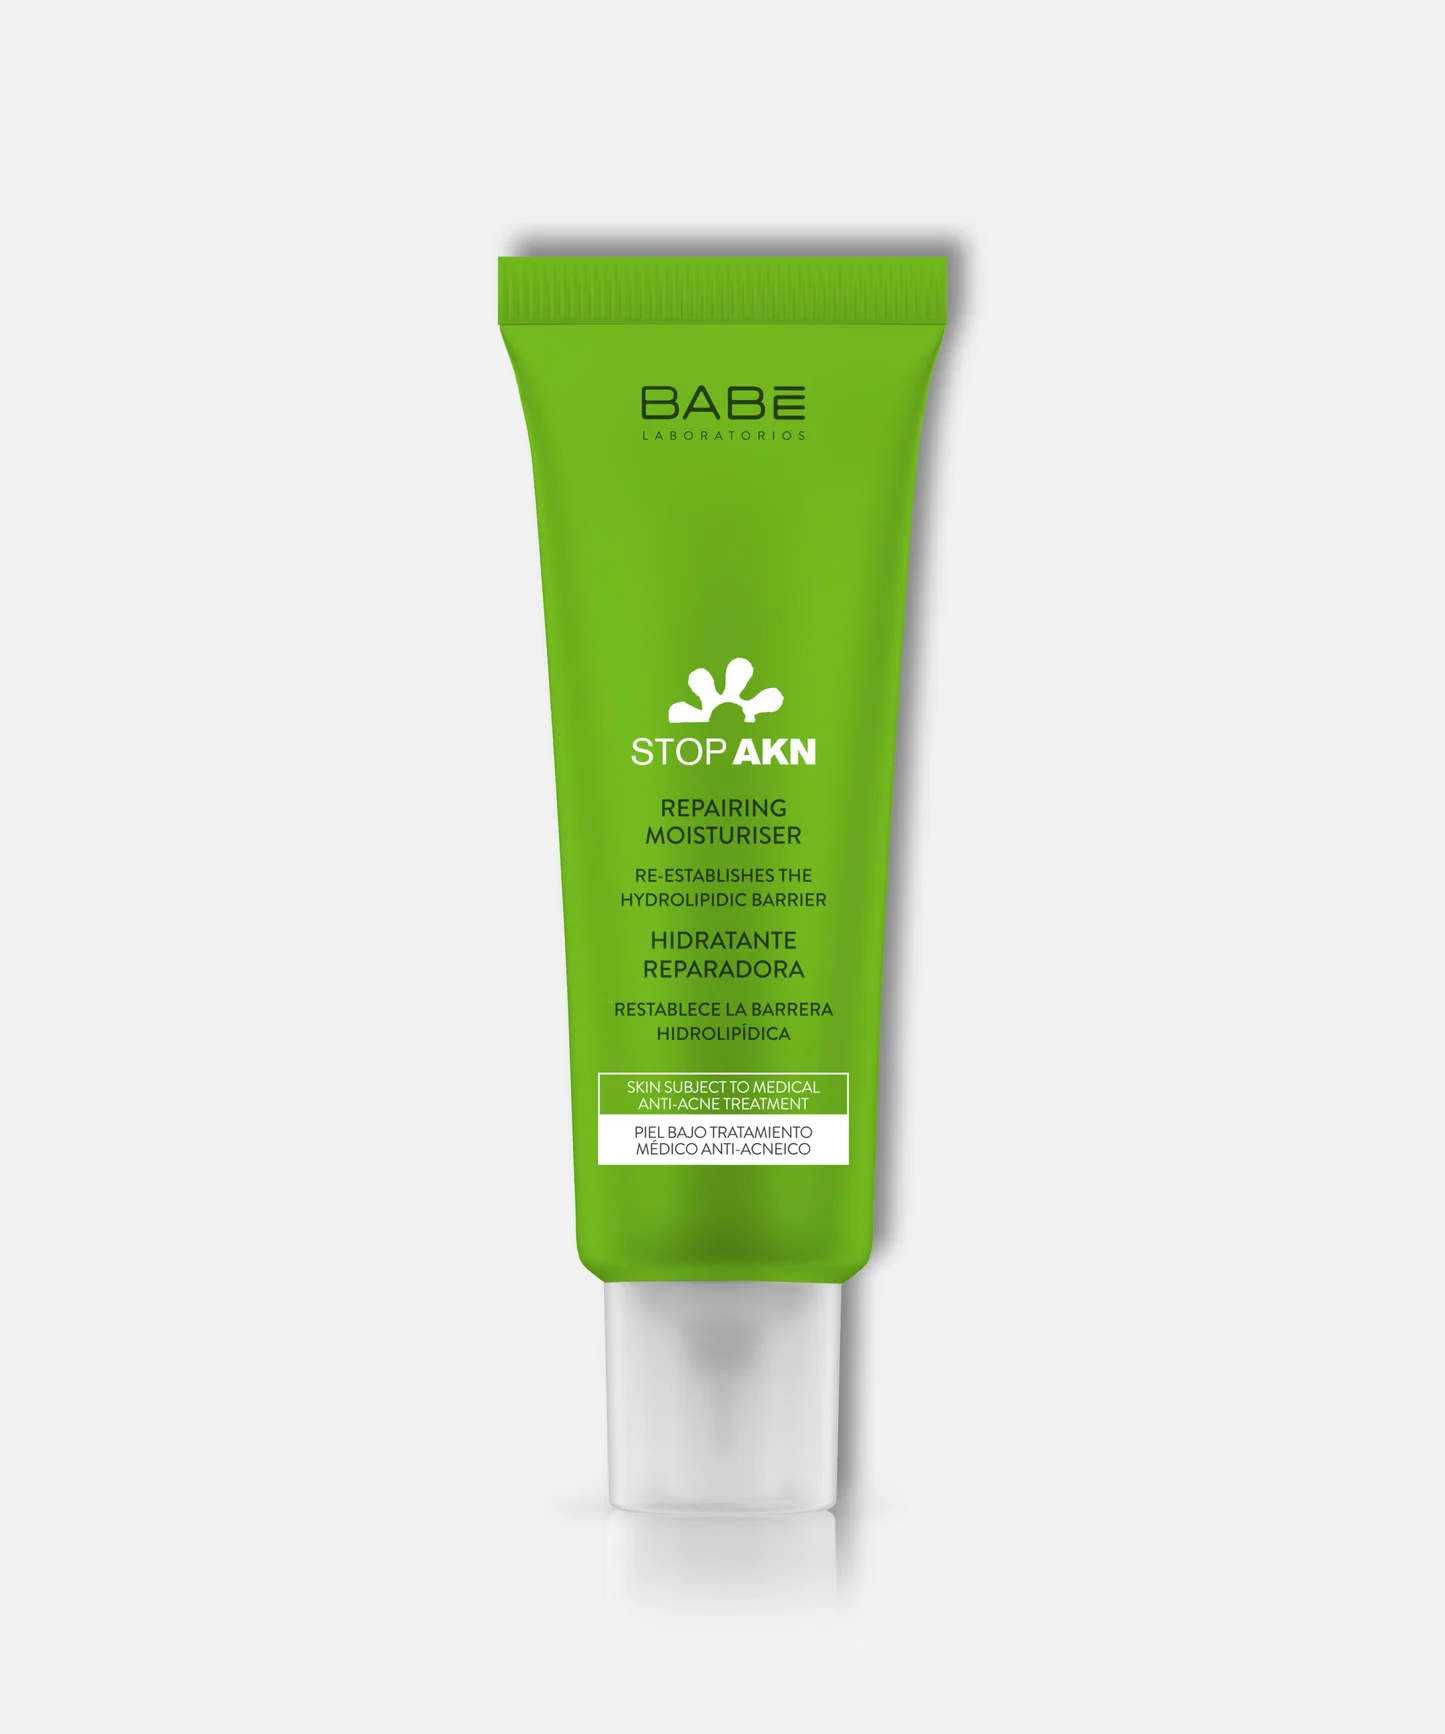 BABĒ
LABORATORIOS
STOP AKN
REPAIRING
MOISTURISER
RE-ESTABLISHES THE
HYDROLIPIDIC BARRIER
HIDRATANTE
REPARADORA
RESTABLECE LA BARRERA
HIDROLIPÍDICA
SKIN SUBJECT TO MEDICAL
ANTI-ACNE TREATMENT
PIEL BAJO TRATAMIENTO
MÉDICO ANTI-ACNEICO